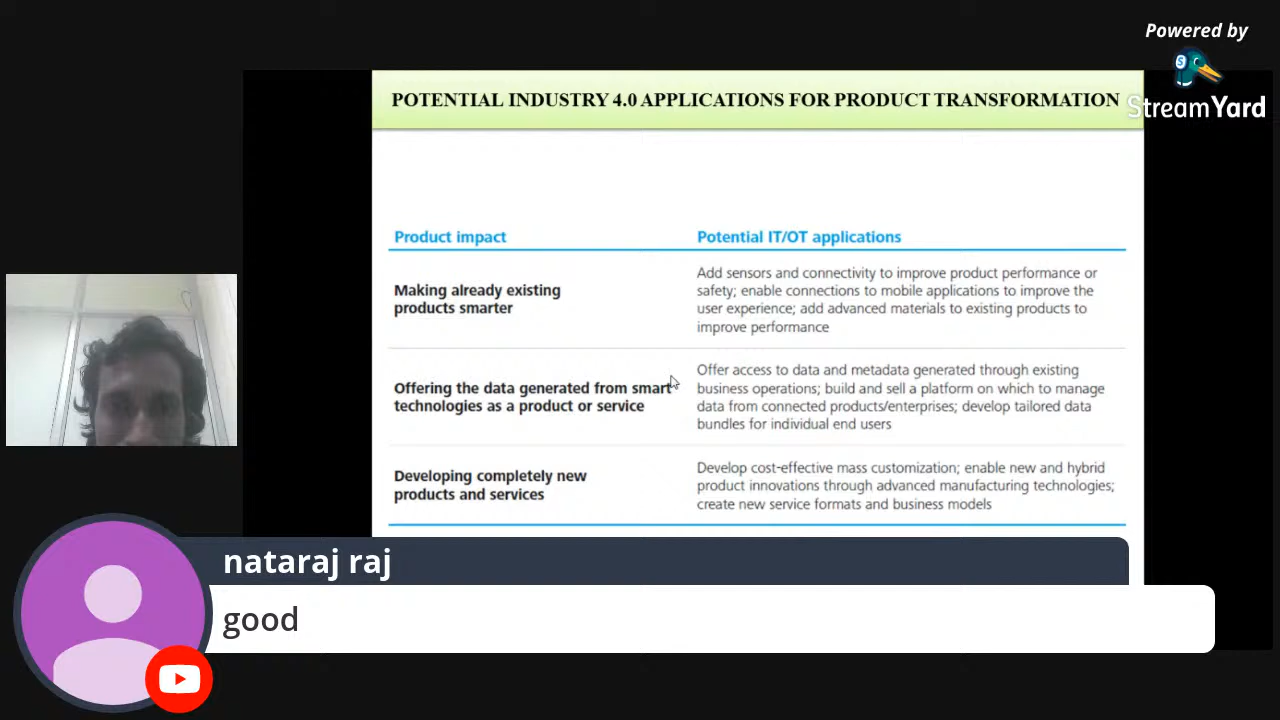 Powered by
StreamYard
POTENTIAL INDUSTRY 4.0 APPLICATIONS FOR PRODUCT TRANSFORMATION
Product impact
Potential IT/OT applications
Making already existing
products smarter
Add sensors and connectivity to improve product performance or
safety; enable connections to mobile applications to improve the
user experience; add advanced materials to existing products to
improve performance
Offering the data generated from smart
technologies as a product or service
Offer access to data and metadata generated through existing
business operations; build and sell a platform on which to manage
data from connected products/enterprises; develop tailored data
bundles for individual end users
Developing completely new
products and services
Develop cost-effective mass customization; enable new and hybrid
product innovations through advanced manufacturing technologies;
create new service formats and business models
nataraj raj
good